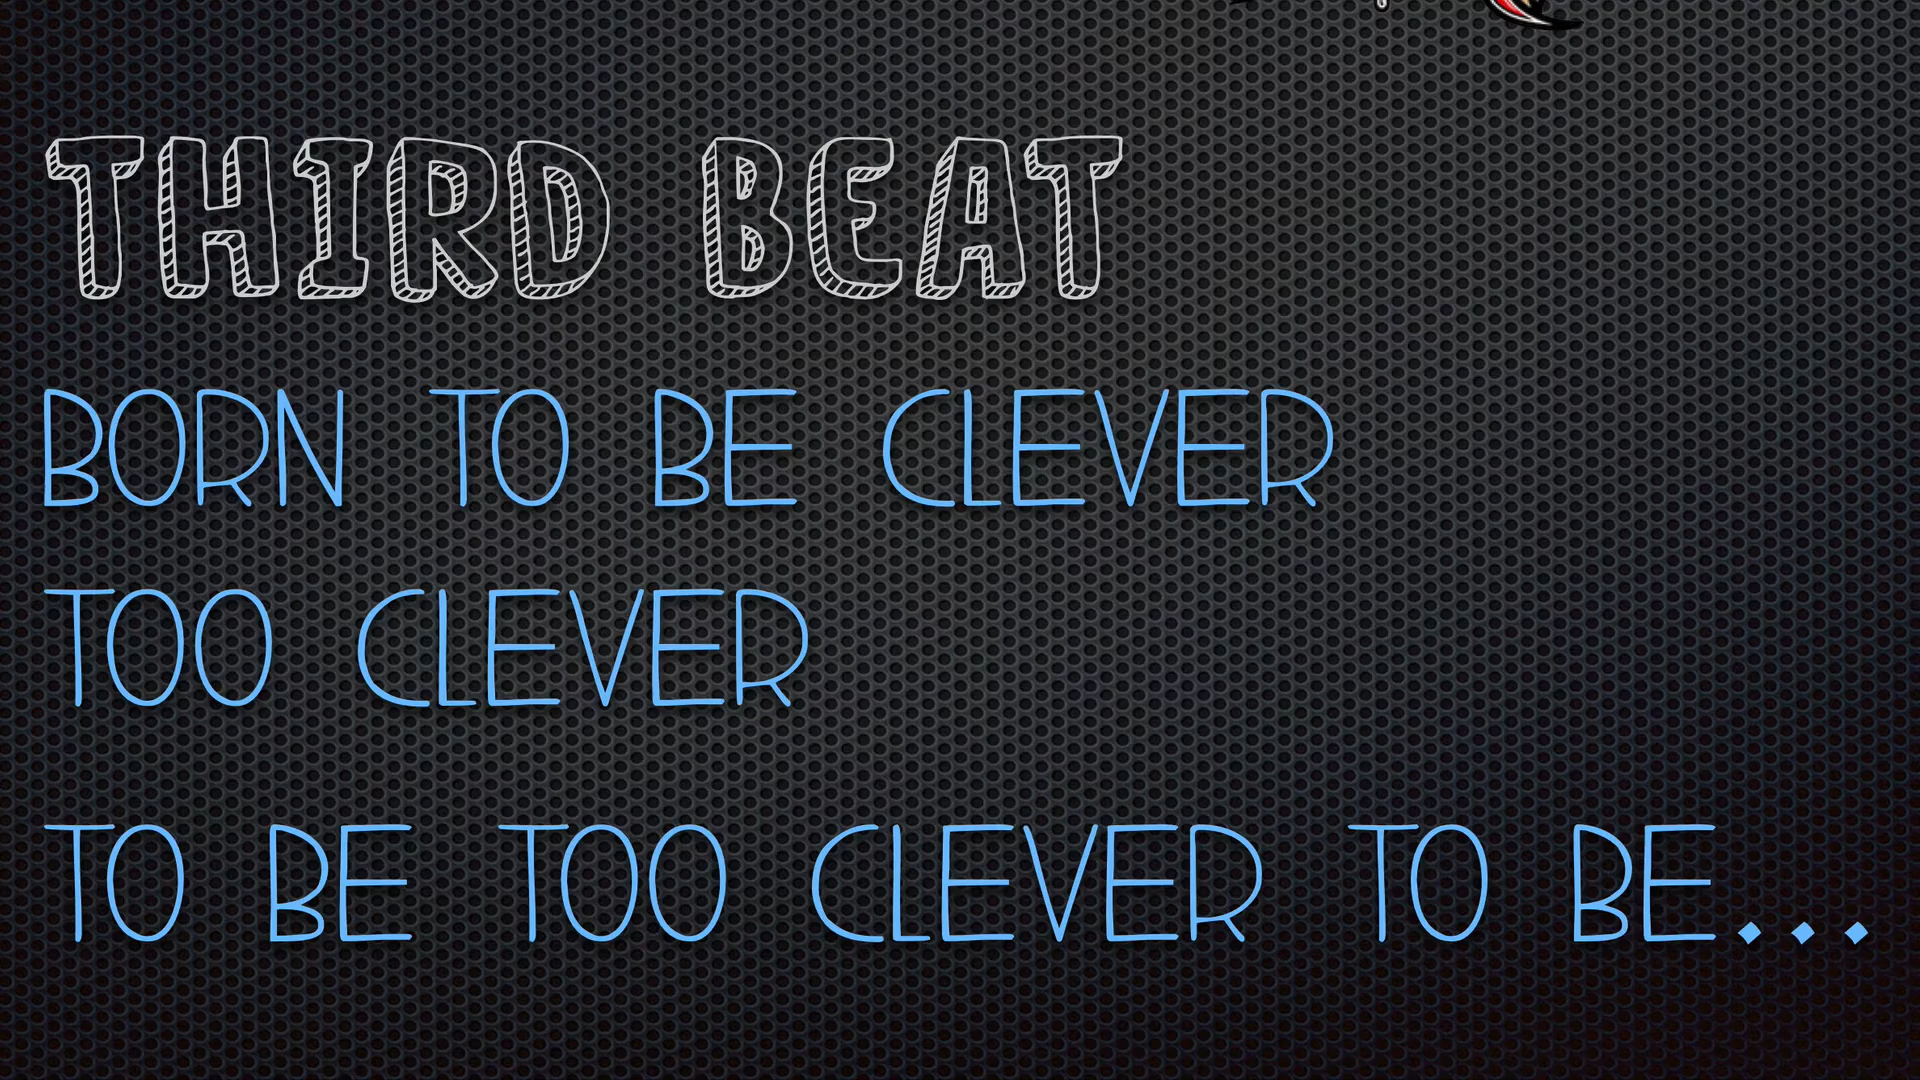 THIRD BEAT
BORN TO BE CLEVER
TOO CLEVER
TO BE TOO CLEVER TO BE...